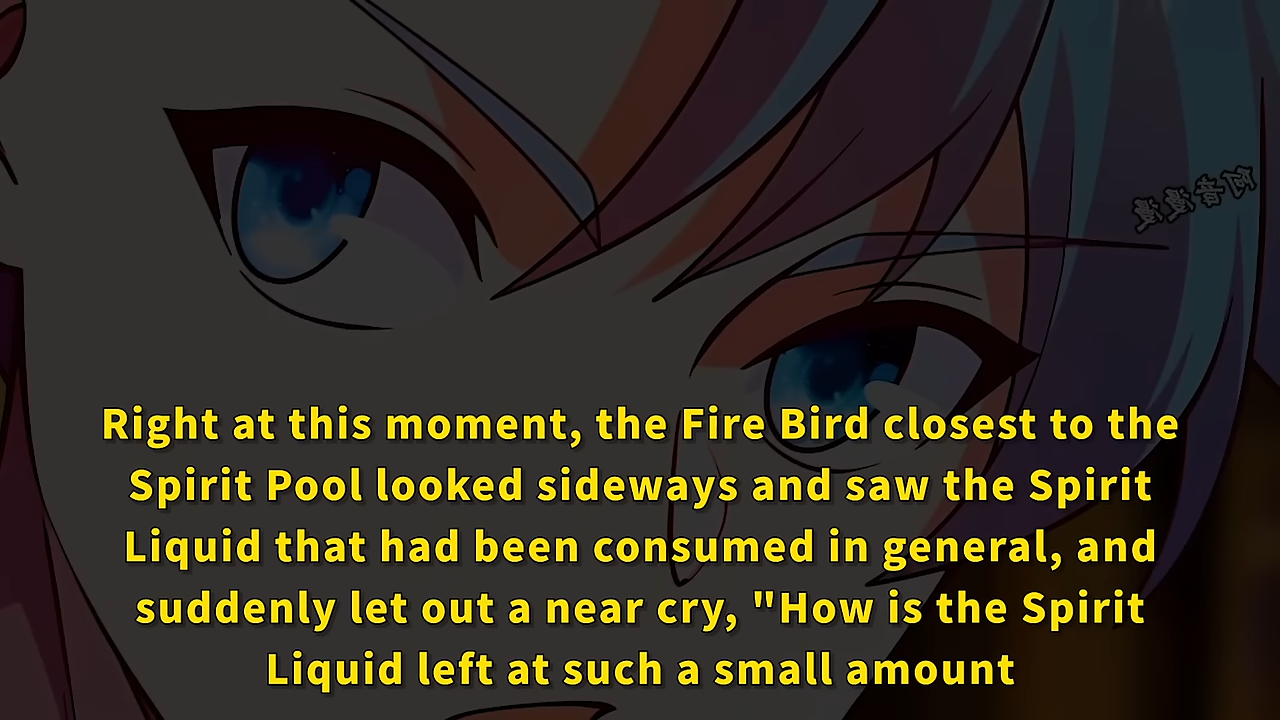 Right at this moment, the Fire Bird closest to the
Spirit Pool looked sideways and saw the Spirit
Liquid that had been consumed in general, and
suddenly let out a near cry, "How is the Spirit
Liquid left at such a small amount